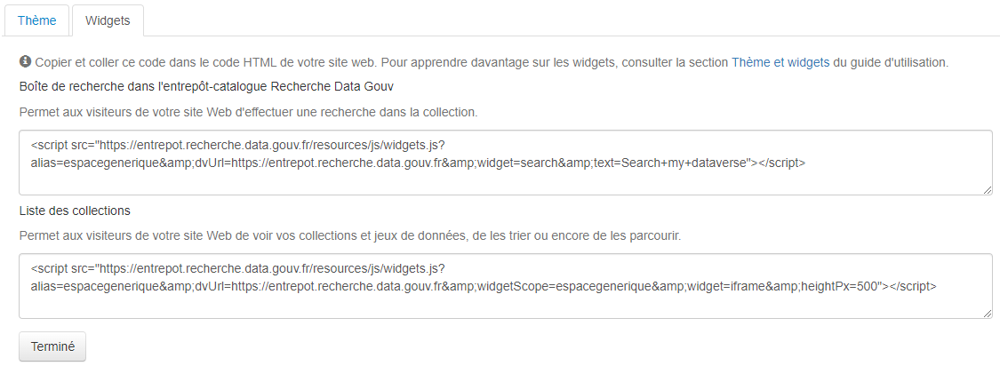 Thème
Widgets
Copier et coller ce code dans le code HTML de votre site web. Pour apprendre davantage sur les widgets, consulter la section Thème et widgets du guide d'utilisation.
Boîte de recherche dans l'entrepôt-catalogue Recherche Data Gouv
Permet aux visiteurs de votre site Web d'effectuer une recherche dans la collection.
<script src="https://entrepot.recherche.data.gouv.fr/resources/js/widgets.js?
alias=espacegenerique&amp;dvUrl=https://entrepot.recherche.data.gouv.fr&amp;widget=search&amp;text=Search+my+dataverse"></script>
Liste des collections
Permet aux visiteurs de votre site Web de voir vos collections et jeux de données, de les trier ou encore de les parcourir.
<script src="https://entrepot.recherche.data.gouv.fr/resources/js/widgets.js?
alias=espacegenerique&amp;dvUrl=https://entrepot.recherche.data.gouv.fr&amp;widgetScope=espacegenerique&amp;widget=iframe&amp;heightPx=500"></script>
Terminé